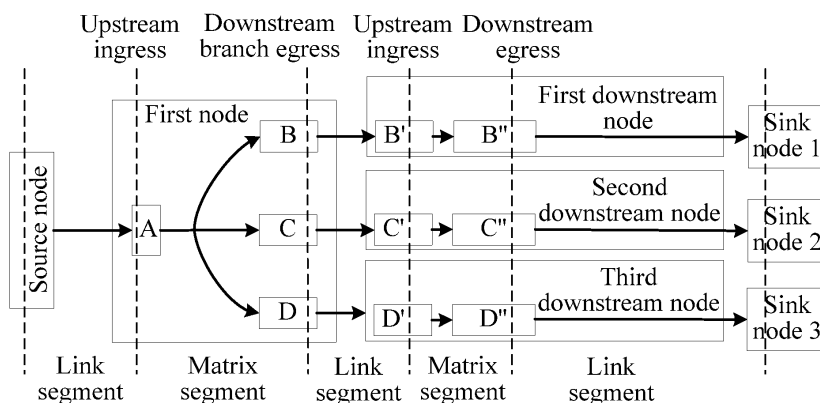 Upstream
ingress
Downstream
branch egress
Upstream
ingress
Downstream
egress
First node
First downstream
node
B
B'
B"
Sink
node 1
Source node
A
C
C'
C"
Second
downstream node
Sink
node 2
D
D'
D"
Third
downstream node
Sink
node 3
Link
segment
Matrix
segment
Link
segment
Matrix
segment
Link
segment